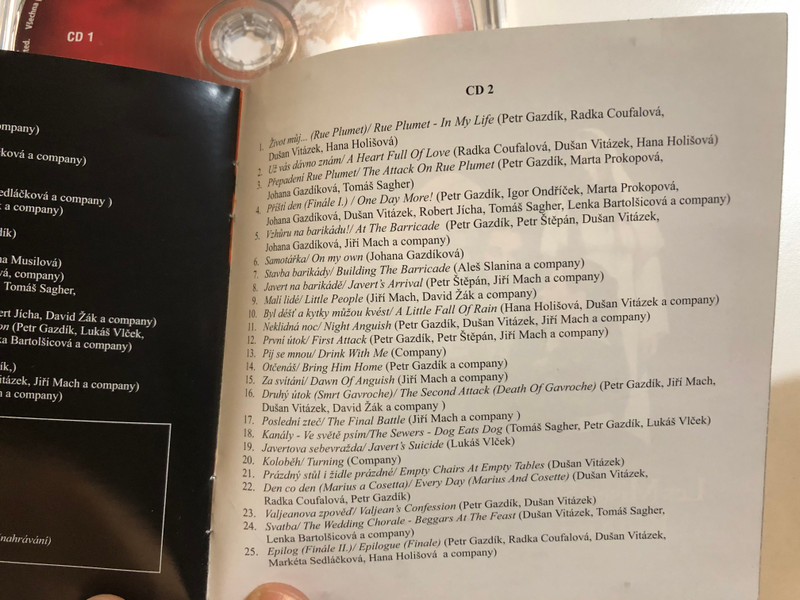 ted. Všechna
CD 1
ompany)
čková a company)
edláčková a company )
k a company)
dík)
na Musilová)
vá, company)
Tomáš Sagher,
ert Jícha, David Žák a company)
on (Petr Gazdík, Lukáš Vlček,
ka Bartolšicová a company)
dík,)
itázek, Jiří Mach a company)
n a company)
nahrávání)
CD 2
1. Život můj... (Rue Plumet)/ Rue Plumet - In My Life (Petr Gazdík, Radka Coufalová,
Dušan Vitázek, Hana Holišová)
2. Už vás dávno znám/ A Heart Full Of Love (Radka Coufalová, Dušan Vitázek, Hana Holišová)
3. Přepadení Rue Plumet/ The Attack On Rue Plumet (Petr Gazdík, Marta Prokopová,
Johana Gazdíková, Tomáš Sagher)
4. Příští den (Finále I.) / One Day More! (Petr Gazdík, Igor Ondříček, Marta Prokopová,
Johana Gazdíková, Dušan Vitázek, Robert Jícha, Tomáš Sagher, Lenka Bartolšicová a company)
5. Vzhůru na barikádu!/ At The Barricade (Petr Gazdík, Petr Štěpán, Dušan Vitázek,
Johana Gazdíková, Jiří Mach a company)
6. Samotářka/ On my own (Johana Gazdíková)
7. Stavba barikády/ Building The Barricade (Aleš Slanina a company)
8. Javert na barikádě/ Javert's Arrival (Petr Štěpán, Jiří Mach a company)
9. Malí lidé/ Little People (Jiří Mach, David Žák a company)
10. Byl déšť a kytky můžou kvést/ A Little Fall Of Rain (Hana Holišová, Dušan Vitázek a company)
11. Neklidná noc/ Night Anguish (Petr Gazdík, Dušan Vitázek, Jiří Mach a company)
12. První útok/ First Attack (Petr Gazdík, Petr Štěpán, Jiří Mach a company)
13. Pij se mnou/ Drink With Me (Company)
14. Otčenáš/ Bring Him Home (Petr Gazdík a company)
15. Za svítání/ Dawn Of Anguish (Jiří Mach a company)
16. Druhý útok (Smrt Gavroche)/ The Second Attack (Death Of Gavroche) (Petr Gazdík, Jiří Mach,
Dušan Vitázek, David Žák a company )
17. Poslední zteč/ The Final Battle (Jiří Mach a company )
18. Kanály - Ve světě psím/The Sewers - Dog Eats Dog (Tomáš Sagher, Petr Gazdík, Lukáš Vlček)
19. Javertova sebevražda/ Javert's Suicide (Lukáš Vlček)
20. Koloběh/ Turning (Company)
21. Prázdný stůl i židle prázdné/ Empty Chairs At Empty Tables (Dušan Vitázek)
22. Den co den (Marius a Cosetta)/ Every Day (Marius And Cosette) (Dušan Vitázek,
Radka Coufalová, Petr Gazdík)
23. Valjeanova zpověď/ Valjean's Confession (Petr Gazdík, Dušan Vitázek)
24. Svatba/ The Wedding Chorale - Beggars At The Feast (Dušan Vitázek, Tomáš Sagher,
Lenka Bartolšicová a company)
25. Epilog (Finále II.)/ Epilogue (Finale) (Petr Gazdík, Radka Coufalová, Dušan Vitázek,
Markéta Sedláčková, Hana Holišová a company)